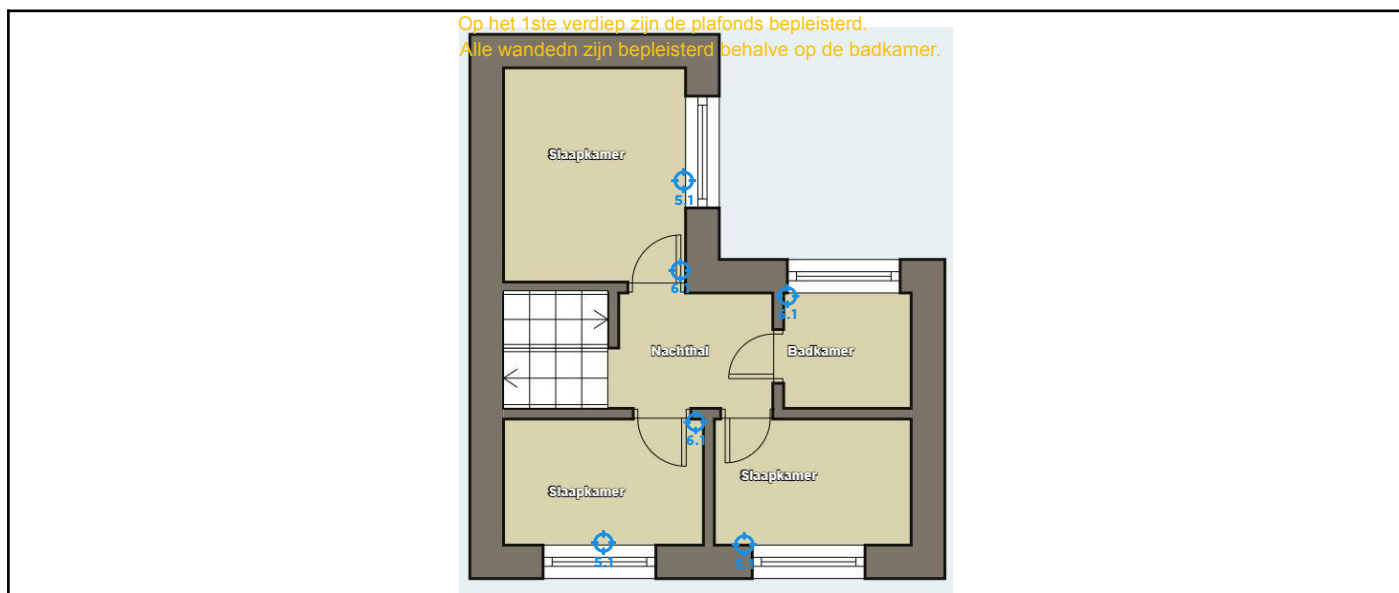 Op het 1ste verdiep zijn de plafonds bepleisterd.
Alle wandedn zijn bepleisterd behalve op de badkamer.
Slaapkamer
5.1
6.1
6.1
Nachthal
Badkamer
6.1
Slaapkamer
Slaapkamer
5.1
5.1